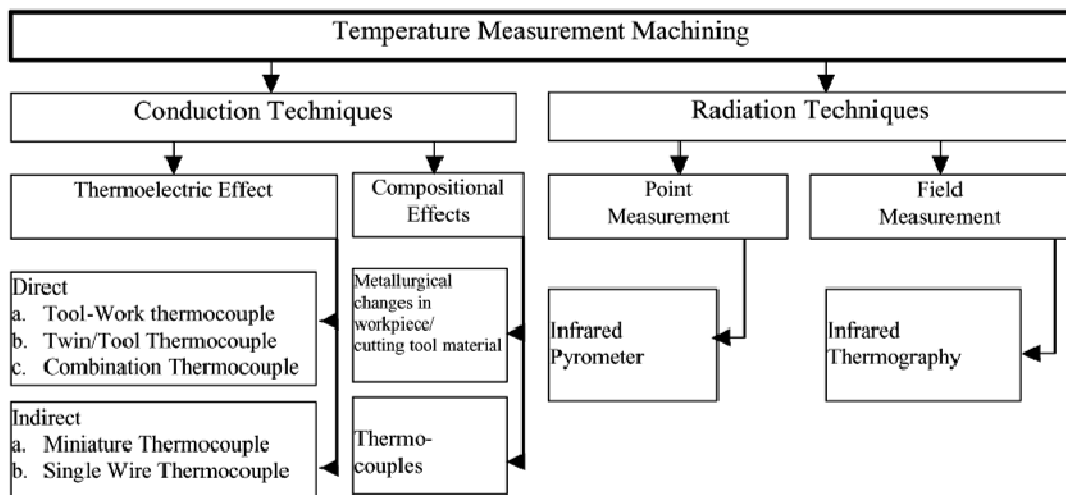 Temperature Measurement Machining
Conduction Techniques
Radiation Techniques
Thermoelectric Effect
Compositional
Effects
Point
Measurement
Field
Measurement
Direct
a. Tool-Work thermocouple
b. Twin/Tool Thermocouple
c. Combination Thermocouple
Metallurgical
changes in
workpiece/
cutting tool material
Infrared
Pyrometer
Infrared
Thermography
Indirect
a. Miniature Thermocouple
b. Single Wire Thermocouple
Thermo-
couples